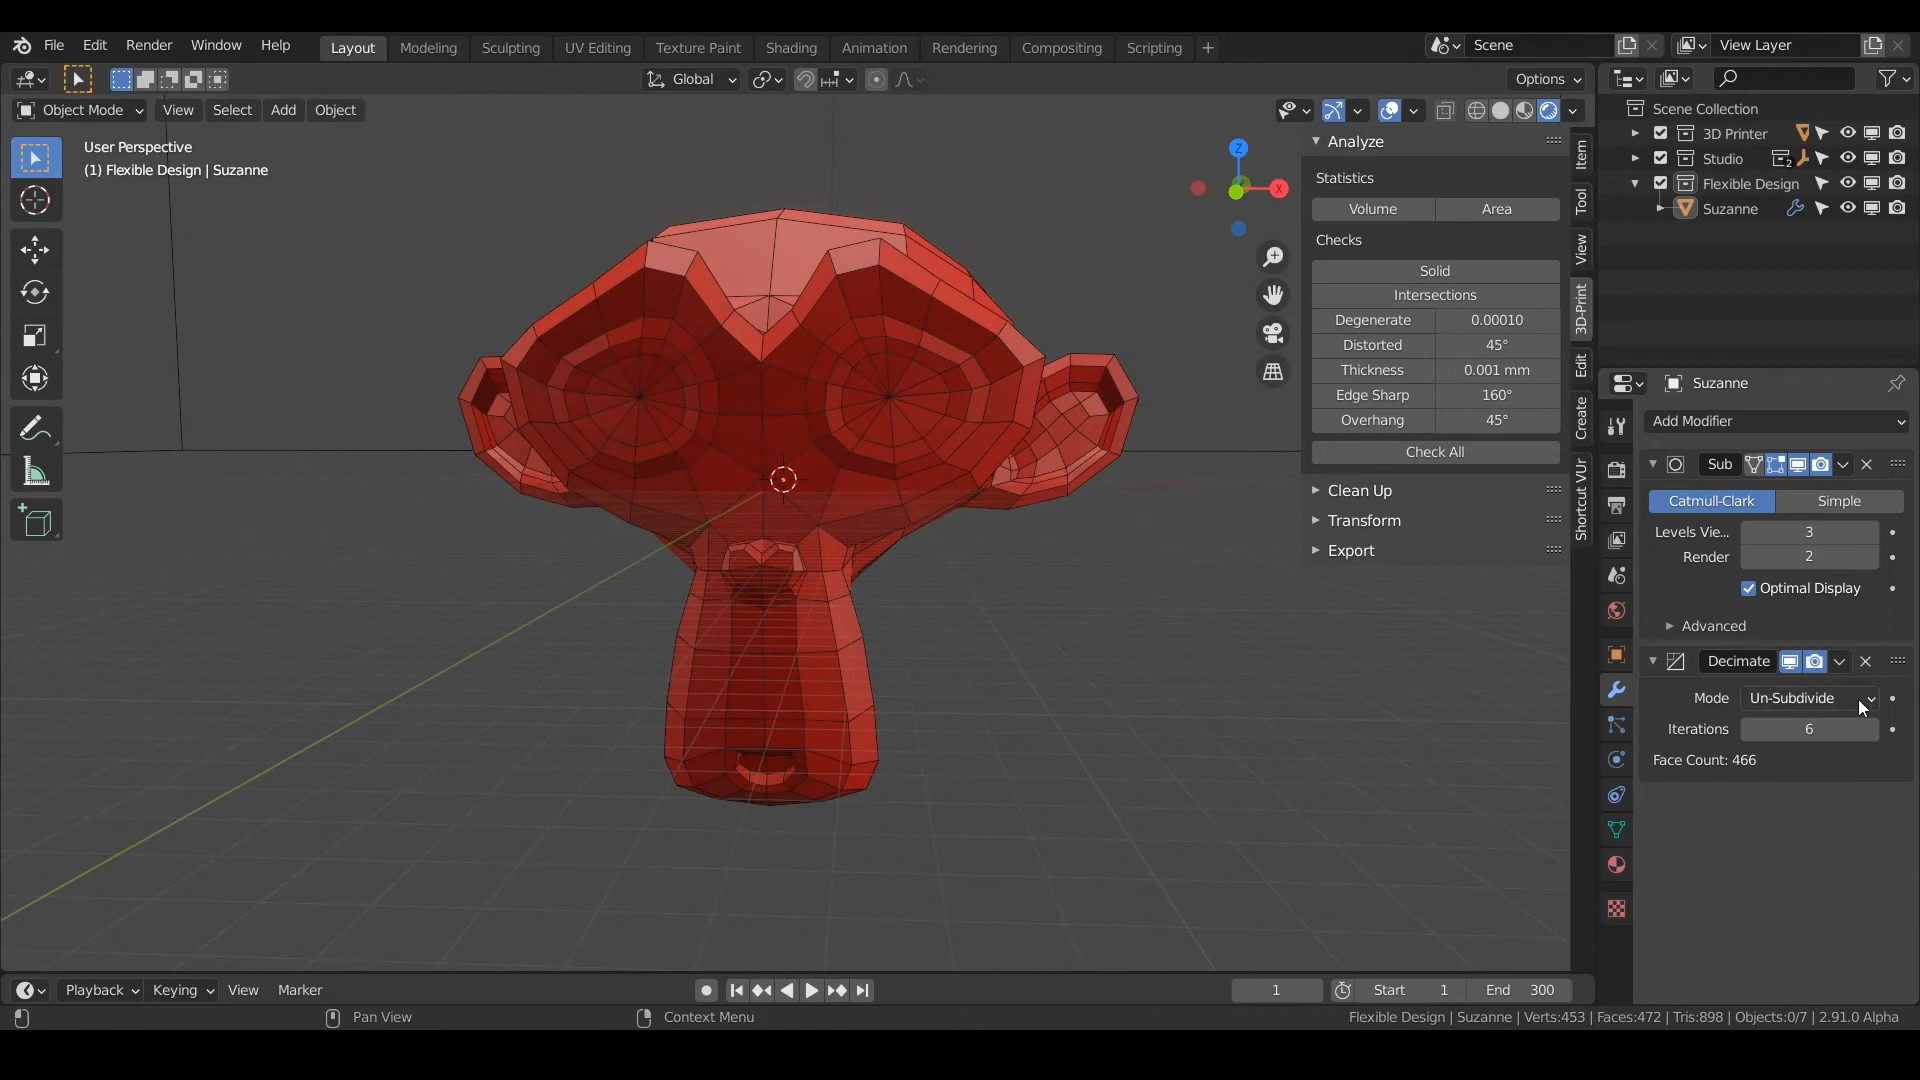 File Edit Render Window Help Layout Modeling Sculpting UV Editing Texture Paint Shading Animation Rendering Compositing Scripting + Scene View Layer
Global Options
Object Mode View Select Add Object
User Perspective
(1) Flexible Design | Suzanne
Z
X
Analyze
Statistics
Volume Area
Checks
Solid
Intersections
Degenerate 0.00010
Distorted 45°
Thickness 0.001 mm
Edge Sharp 160°
Overhang 45°
Check All
Clean Up
Transform
Export
Item
Tool
View
3D-Print
Edit
Create
Shortcut VUr
Scene Collection
3D Printer
Studio 2
Flexible Design
Suzanne
Suzanne
Add Modifier
Sub
Catmull-Clark Simple
Levels Vie... 3
Render 2
Optimal Display
Advanced
Decimate
Mode Un-Subdivide
Iterations 6
Face Count: 466
Playback Keying View Marker 1 Start 1 End 300
Pan View Context Menu Flexible Design | Suzanne | Verts:453 | Faces:472 | Tris:898 | Objects:0/7 | 2.91.0 Alpha